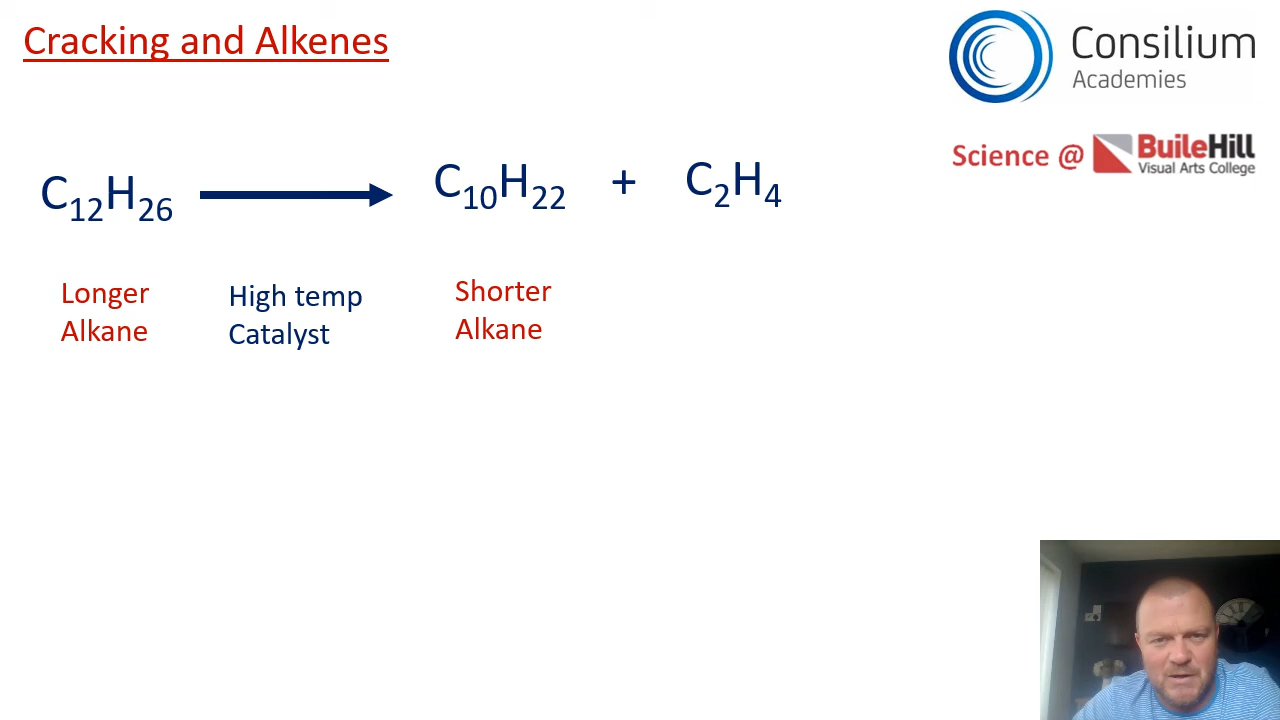 Cracking and Alkenes
Consilium
Academies
Science @ BuileHill
Visual Arts College
C₁₂H₂₆ → C₁₀H₂₂ + C₂H₄
Longer
Alkane
High temp
Catalyst
Shorter
Alkane